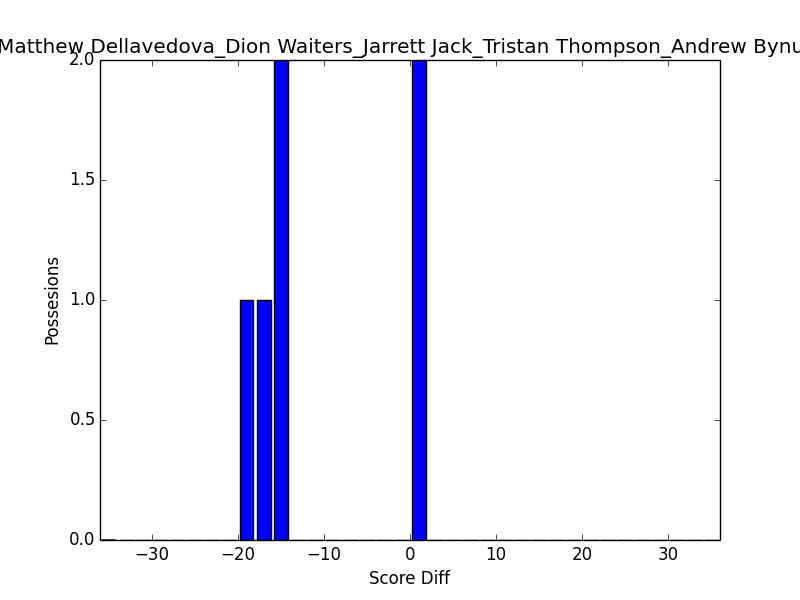 Matthew Dellavedova_Dion Waiters_Jarrett Jack_Tristan Thompson_Andrew Bynu
2.0
1.5
1.0
0.5
0.0
Possesions
−30 −20 −10 0 10 20 30
Score Diff